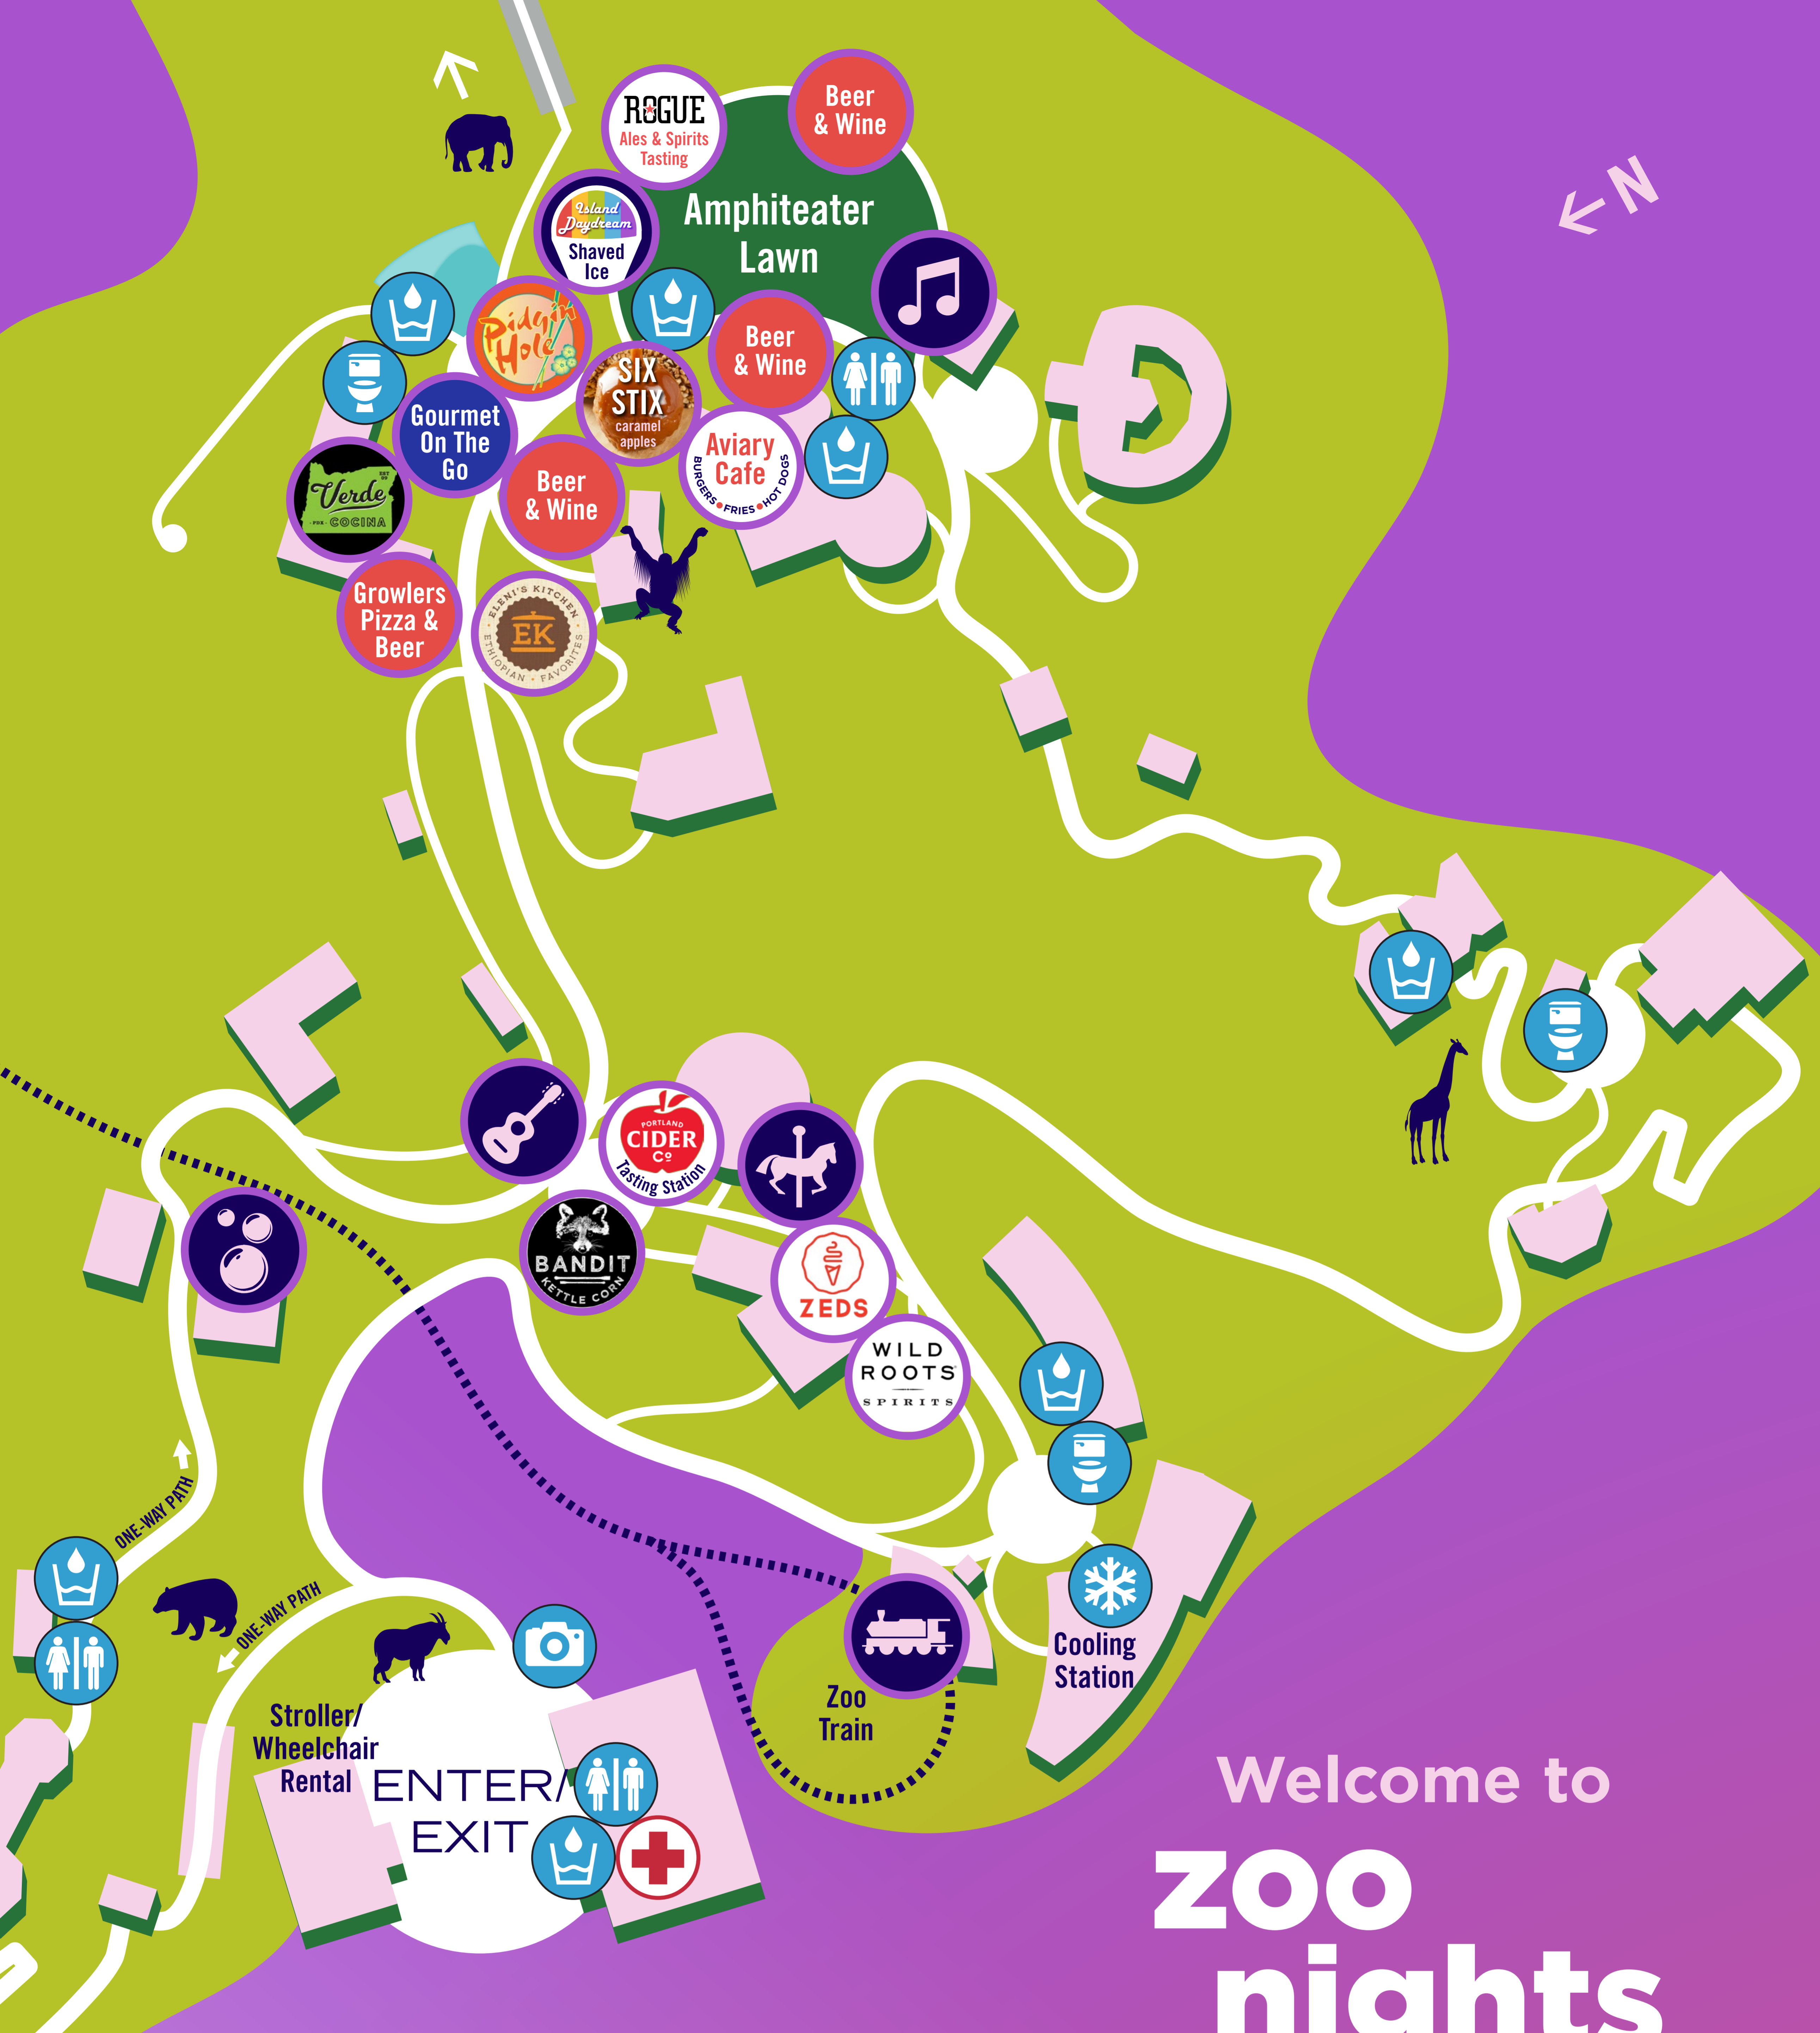 ROGUE
Ales & Spirits
Tasting
Beer
& Wine
N
Amphiteater
Lawn
Island
Daydream
Shaved
Ice
Pidgin
Hole
Beer
& Wine
SIX
STIX
caramel
apples
Gourmet
On The
Go
Aviary
Cafe
BURGERS • FRIES • HOT DOGS
Beer
& Wine
EST
Verde
PDX
COCINA
Growlers
Pizza &
Beer
ELENI'S KITCHEN
EK
ETHIOPIAN • FAVORITES
PORTLAND
CIDER
Co
Tasting Station
BANDIT
KETTLE CORN
ZEDS
WILD
ROOTS
SPIRITS
ONE-WAY PATH
ONE-WAY PATH
Cooling
Station
Zoo
Train
Stroller/
Wheelchair
Rental
ENTER/
EXIT
Welcome to
zoo
nights